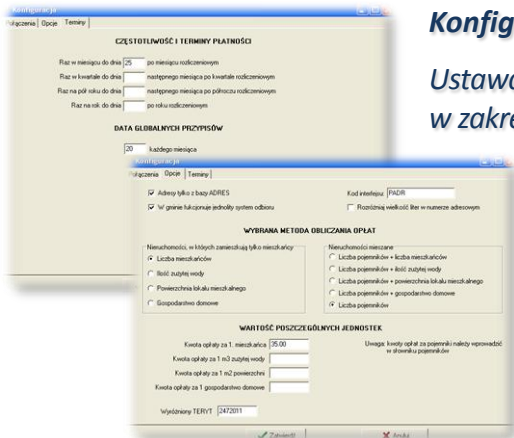 Konfiguracja
Połączenia Opcje Terminy
CZĘSTOTLIWOŚĆ I TERMINY PŁATNOŚCI
Raz w miesiącu do dnia 25 po miesiącu rozliczeniowym
Raz w kwartale do dnia następnego miesiąca po kwartale rozliczeniowym
Raz na pół roku do dnia następnego miesiąca po półroczu rozliczeniowym
Raz na rok do dnia po roku rozliczeniowym
DATA GLOBALNYCH PRZYPISÓW
20 każdego miesiąca
Konfig
Ustawa
w zakre
Konfiguracja
Połączenia Opcje Terminy
Adresy tylko z bazy ADRES Kod interfejsu: PADR
W gminie fukcjonuje jednolity system odbioru Rozróżniaj wielkość liter w numerze adresowym
WYBRANA METODA OBLICZANIA OPŁAT
Nieruchomości, w których zamieszkują tylko mieszkańcy
Liczba mieszkańców
Ilość zużytej wody
Powierzchnia lokalu mieszkalnego
Gospodarstwo domowe
Nieruchomości mieszane
Liczba pojemników + liczba mieszkańców
Liczba pojemników + ilość zużytej wody
Liczba pojemników + powierzchnia lokalu mieszkalnego
Liczba pojemników + gospodarstwo domowe
Liczba pojemników
WARTOŚĆ POSZCZEGÓLNYCH JEDNOSTEK
Kwota opłaty za 1. mieszkańca 35.00
Kwota opłaty za 1 m3 zużytej wody
Kwota opłaty za 1 m2 powierzchni
Kwota opłaty za 1 gospodarstwo domowe
Uwaga: kwoty opłat za pojemniki należy wprowadzić
w słowniku pojemników
Wyróżniony TERYT 2472011
Zatwierdź Anuluj